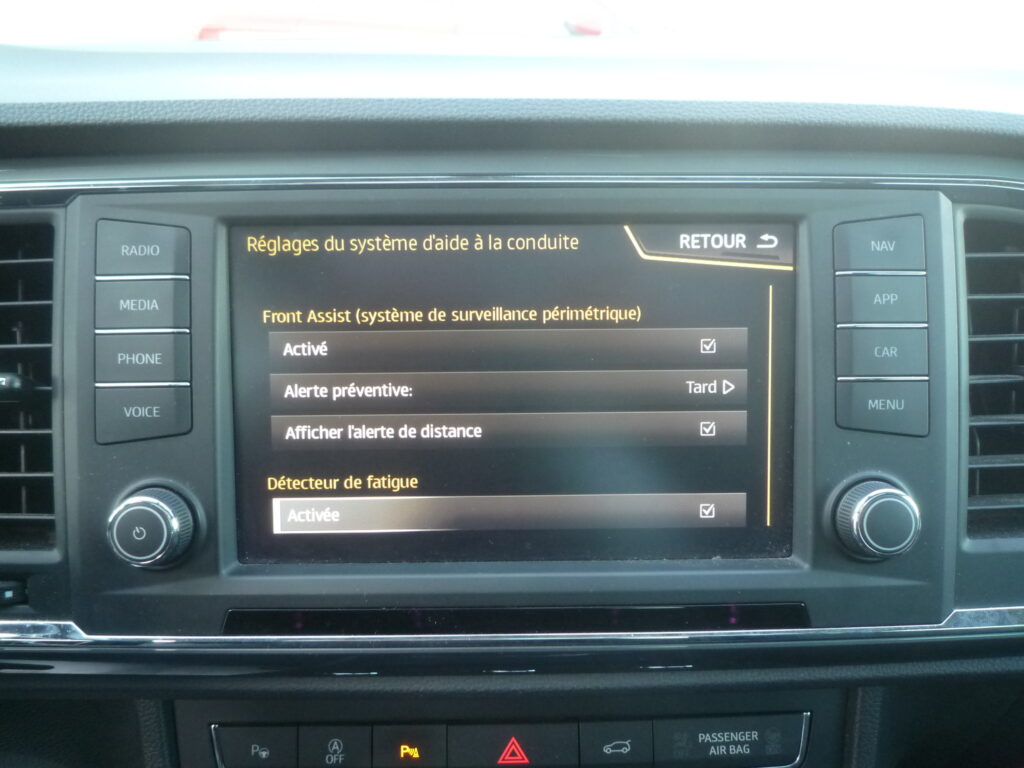 Réglages du système d'aide à la conduite
RETOUR
Front Assist (système de surveillance périmétrique)
Activé
Alerte préventive:
Tard
Afficher l'alerte de distance
Détecteur de fatigue
Activée
RADIO
MEDIA
PHONE
VOICE
NAV
APP
CAR
MENU
P
A
OFF
P
PASSENGER
AIR BAG